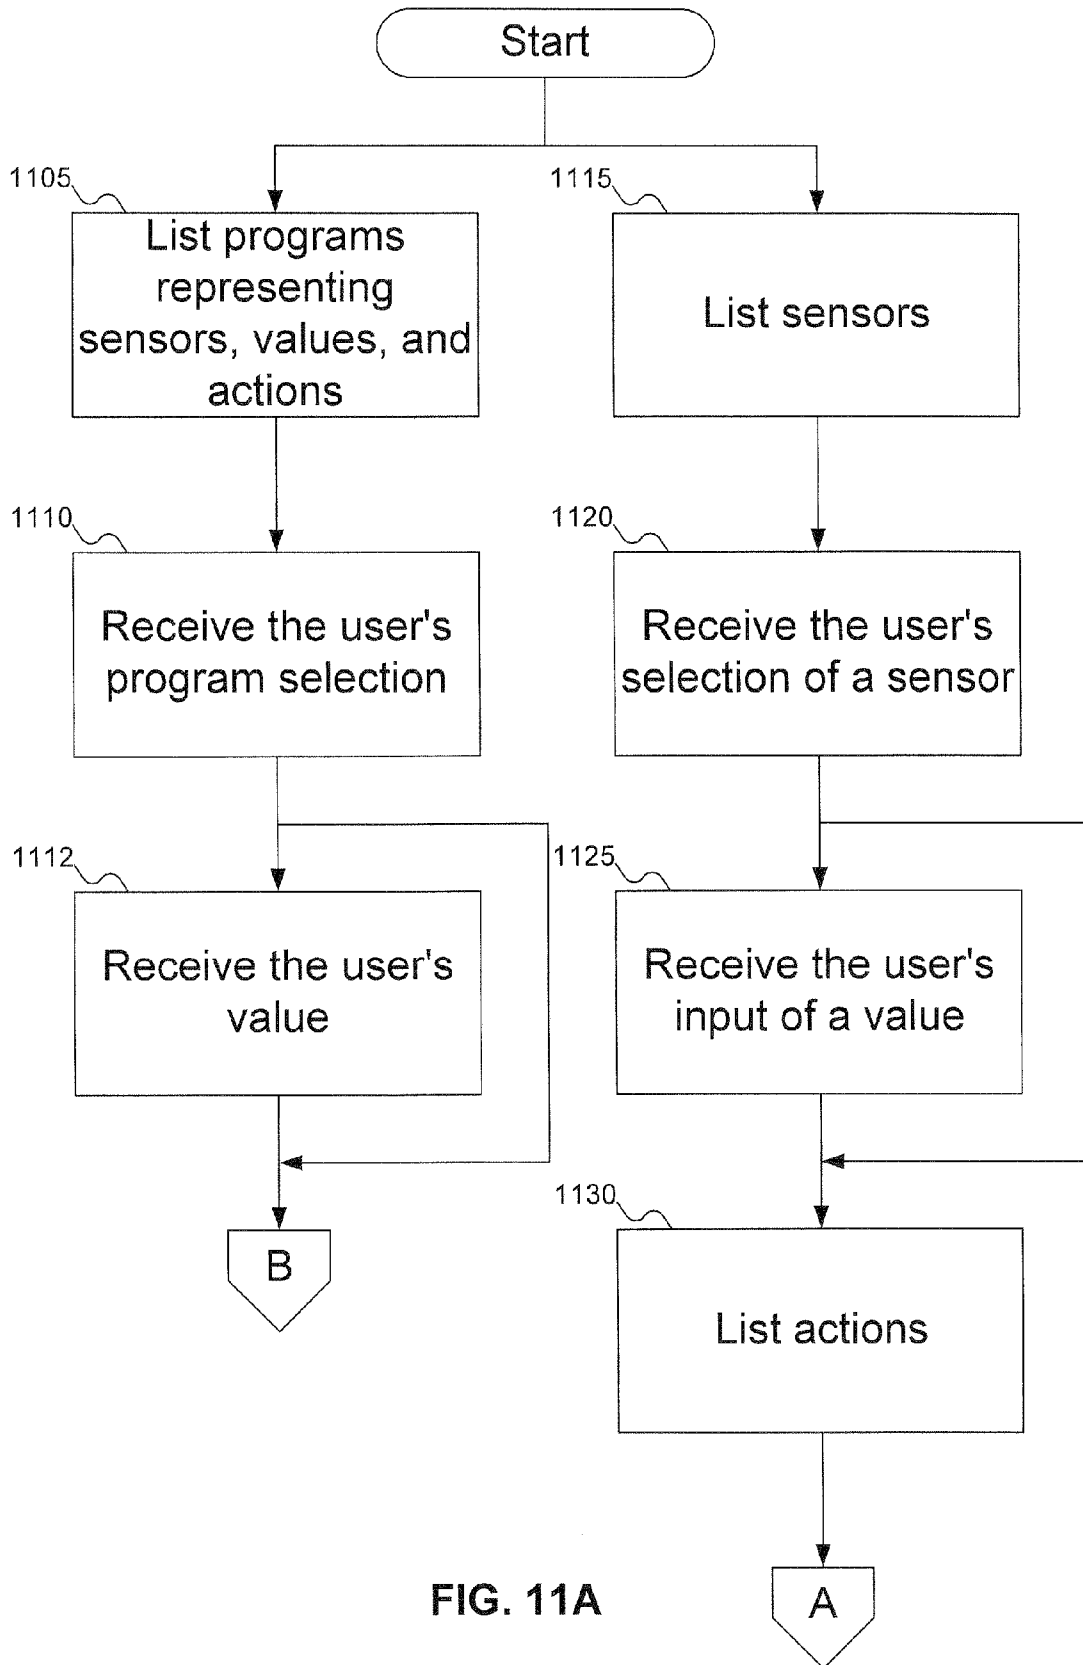 Start
1105
List programs
representing
sensors, values, and
actions
1115
List sensors
1110
Receive the user's
program selection
1120
Receive the user's
selection of a sensor
1112
Receive the user's
value
1125
Receive the user's
input of a value
B
1130
List actions
A
FIG. 11A